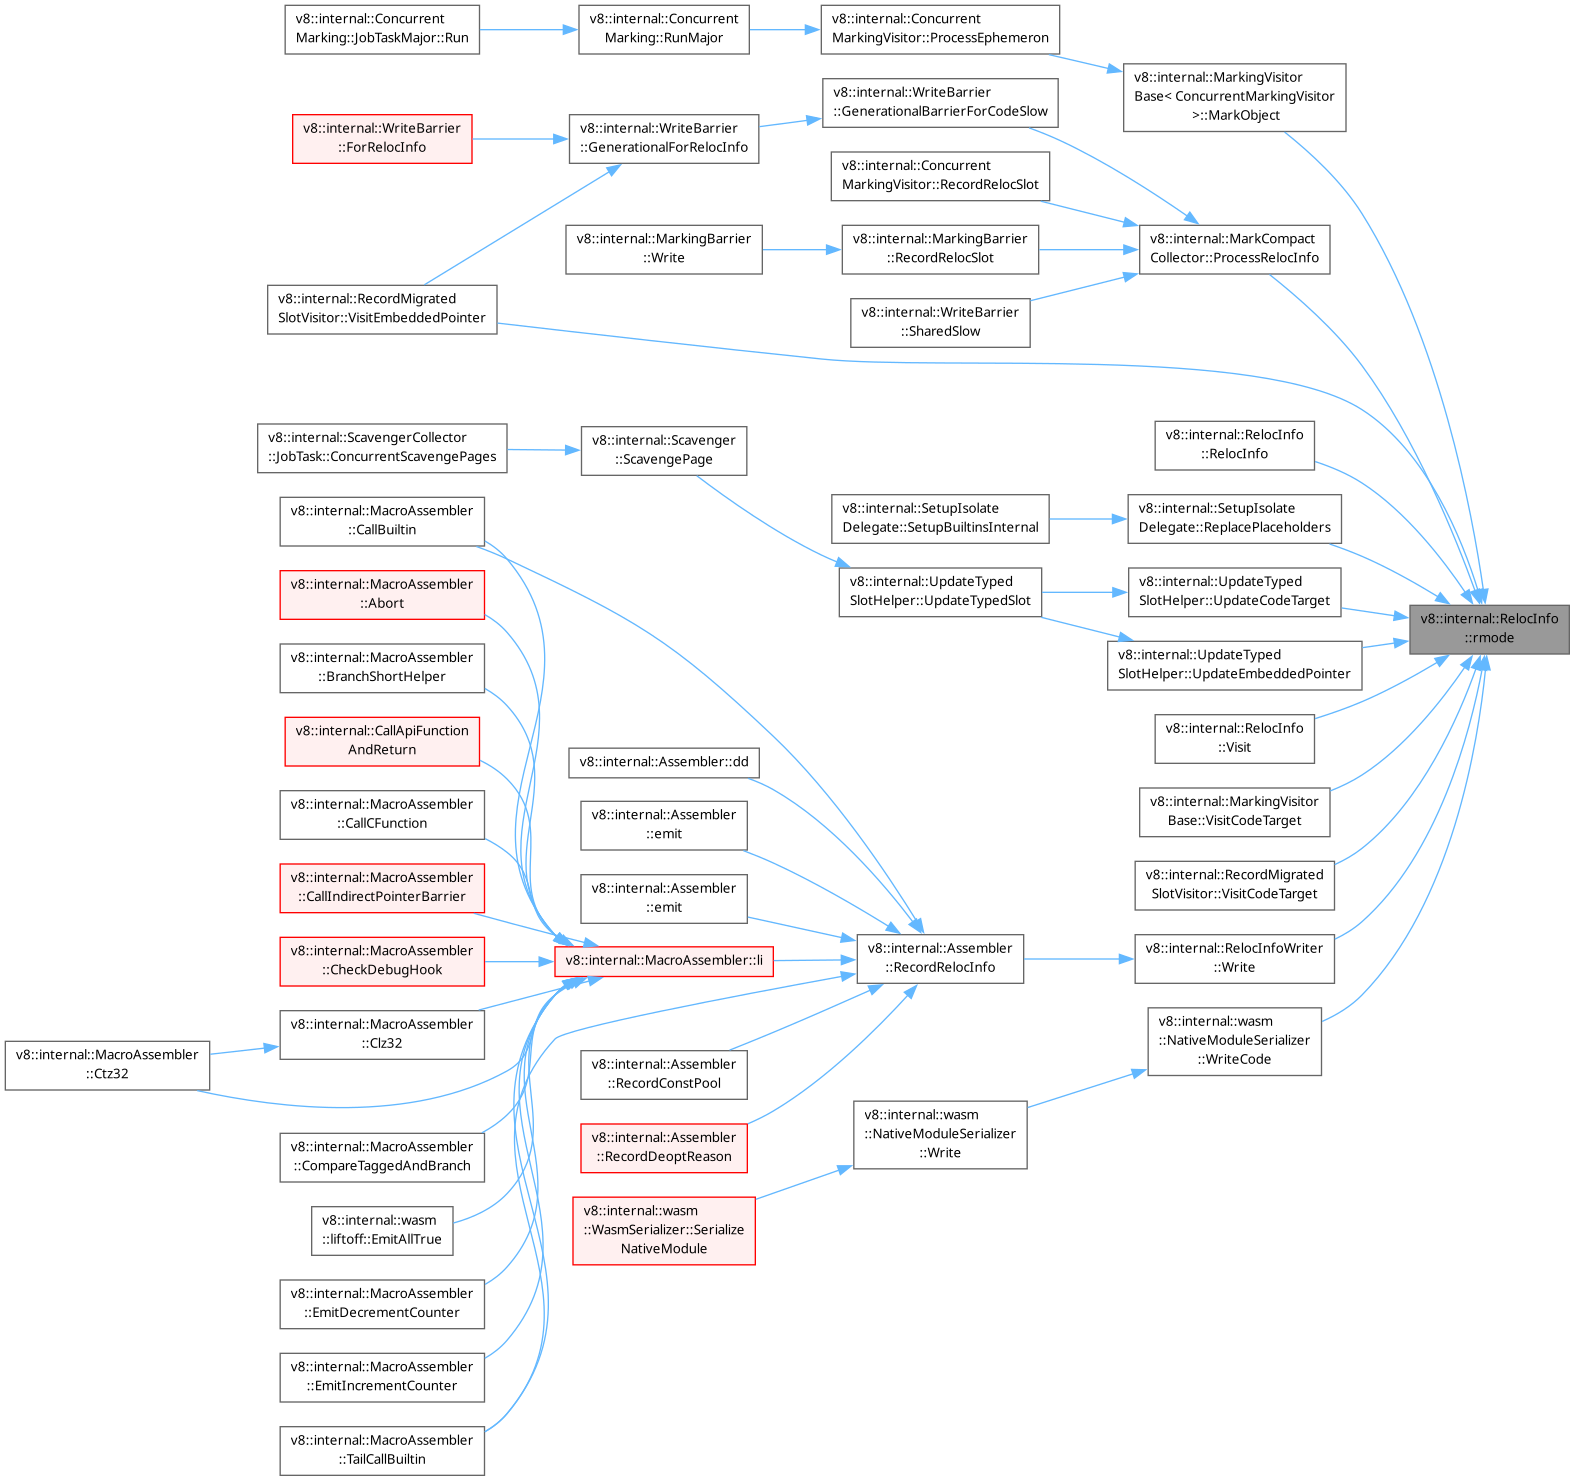 v8::internal::Concurrent
Marking::JobTaskMajor::Run
v8::internal::Concurrent
Marking::RunMajor
v8::internal::Concurrent
MarkingVisitor::ProcessEphemeron
v8::internal::MarkingVisitor
Base< ConcurrentMarkingVisitor
>::MarkObject
v8::internal::WriteBarrier
::GenerationalBarrierForCodeSlow
v8::internal::WriteBarrier
::ForRelocInfo
v8::internal::WriteBarrier
::GenerationalForRelocInfo
v8::internal::Concurrent
MarkingVisitor::RecordRelocSlot
v8::internal::MarkingBarrier
::Write
v8::internal::MarkingBarrier
::RecordRelocSlot
v8::internal::MarkCompact
Collector::ProcessRelocInfo
v8::internal::RecordMigrated
SlotVisitor::VisitEmbeddedPointer
v8::internal::WriteBarrier
::SharedSlow
v8::internal::ScavengerCollector
::JobTask::ConcurrentScavengePages
v8::internal::Scavenger
::ScavengePage
v8::internal::RelocInfo
::RelocInfo
v8::internal::MacroAssembler
::CallBuiltin
v8::internal::SetupIsolate
Delegate::SetupBuiltinsInternal
v8::internal::SetupIsolate
Delegate::ReplacePlaceholders
v8::internal::MacroAssembler
::Abort
v8::internal::UpdateTyped
SlotHelper::UpdateTypedSlot
v8::internal::UpdateTyped
SlotHelper::UpdateCodeTarget
v8::internal::RelocInfo
::rmode
v8::internal::MacroAssembler
::BranchShortHelper
v8::internal::UpdateTyped
SlotHelper::UpdateEmbeddedPointer
v8::internal::CallApiFunction
AndReturn
v8::internal::Assembler::dd
v8::internal::RelocInfo
::Visit
v8::internal::MacroAssembler
::CallCFunction
v8::internal::Assembler
::emit
v8::internal::MarkingVisitor
Base::VisitCodeTarget
v8::internal::MacroAssembler
::CallIndirectPointerBarrier
v8::internal::Assembler
::emit
v8::internal::RecordMigrated
SlotVisitor::VisitCodeTarget
v8::internal::MacroAssembler
::CheckDebugHook
v8::internal::MacroAssembler::li
v8::internal::Assembler
::RecordRelocInfo
v8::internal::RelocInfoWriter
::Write
v8::internal::MacroAssembler
::Ctz32
v8::internal::MacroAssembler
::Clz32
v8::internal::Assembler
::RecordConstPool
v8::internal::wasm
::NativeModuleSerializer
::WriteCode
v8::internal::MacroAssembler
::CompareTaggedAndBranch
v8::internal::Assembler
::RecordDeoptReason
v8::internal::wasm
::NativeModuleSerializer
::Write
v8::internal::wasm
::liftoff::EmitAllTrue
v8::internal::wasm
::WasmSerializer::Serialize
NativeModule
v8::internal::MacroAssembler
::EmitDecrementCounter
v8::internal::MacroAssembler
::EmitIncrementCounter
v8::internal::MacroAssembler
::TailCallBuiltin